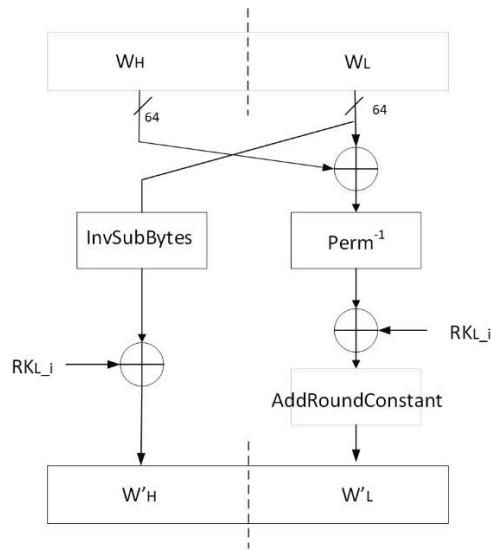 WH WL
64 64
InvSubBytes Perm-1
RKL_i
RKL_i
AddRoundConstant
W'H W'L